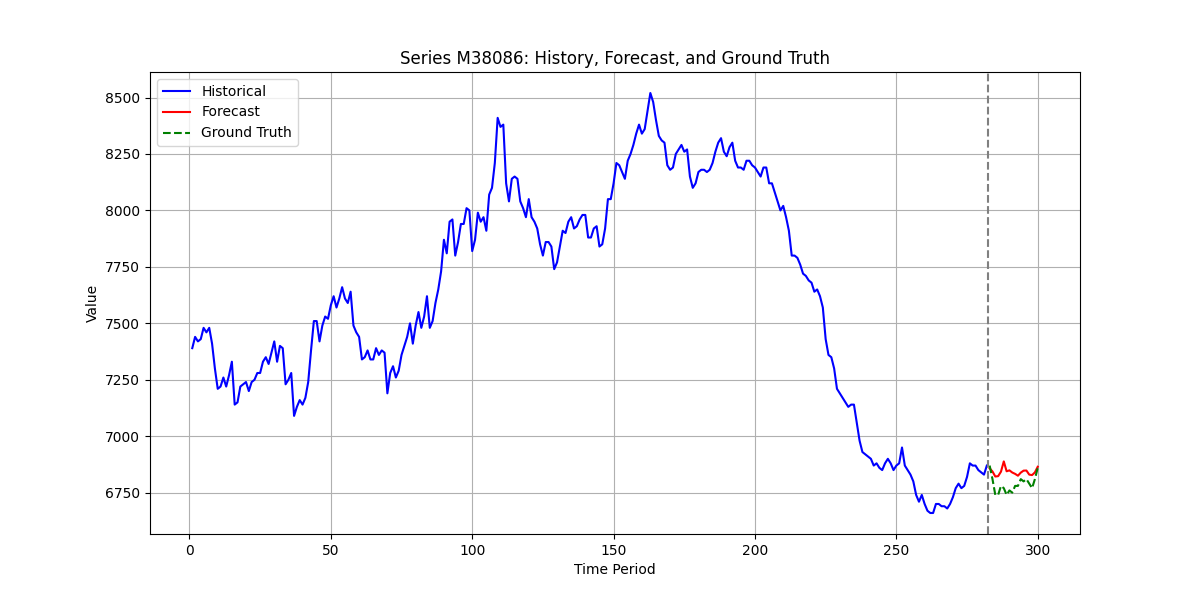 Series M38086: History, Forecast, and Ground Truth
Historical
Forecast
Ground Truth
8500
8250
8000
7750
7500
7250
7000
6750
Value
0 50 100 150 200 250 300
Time Period